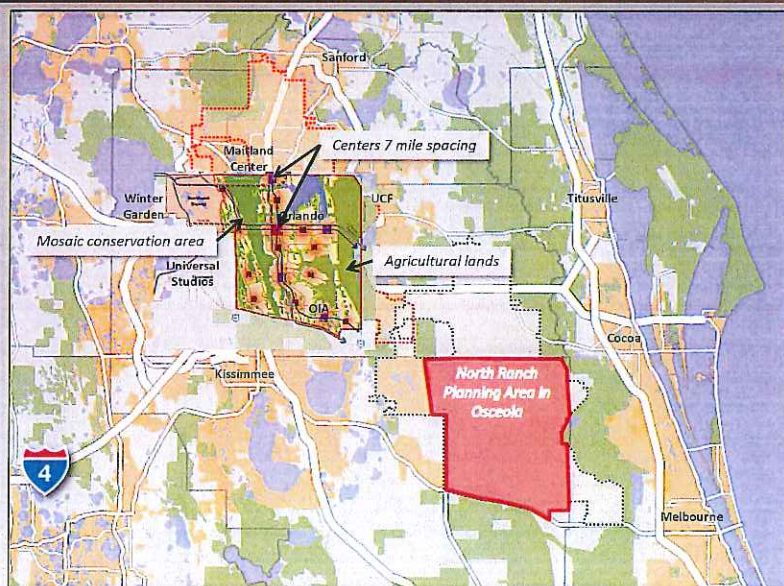 Sanford
Maitland
Center
Centers 7 mile spacing
Winter
Garden
UCF
Titusville
Orlando
Mosaic conservation area
Agricultural lands
Universal
Studios
OIA
Cocoa
Kissimmee
North Ranch
Planning Area in
Osceola
4
Melbourne